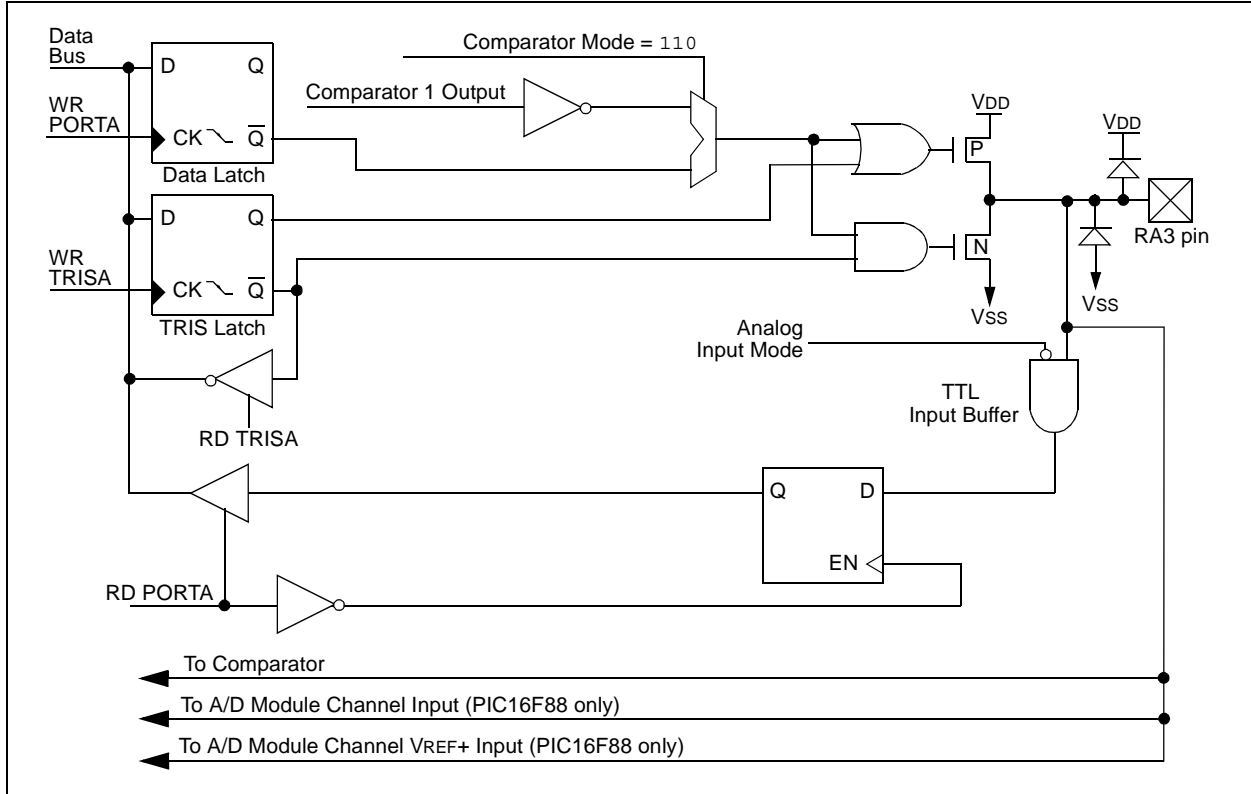 Data
Bus
Comparator Mode = 110
D Q
Comparator 1 Output
WR
PORTA
CK Q
Data Latch
VDD
VDD
P
D Q
RA3 pin
WR
TRISA
CK Q
TRIS Latch
N
VSS
VSS
Analog
Input Mode
TTL
Input Buffer
RD TRISA
Q D
EN
RD PORTA
To Comparator
To A/D Module Channel Input (PIC16F88 only)
To A/D Module Channel VREF+ Input (PIC16F88 only)